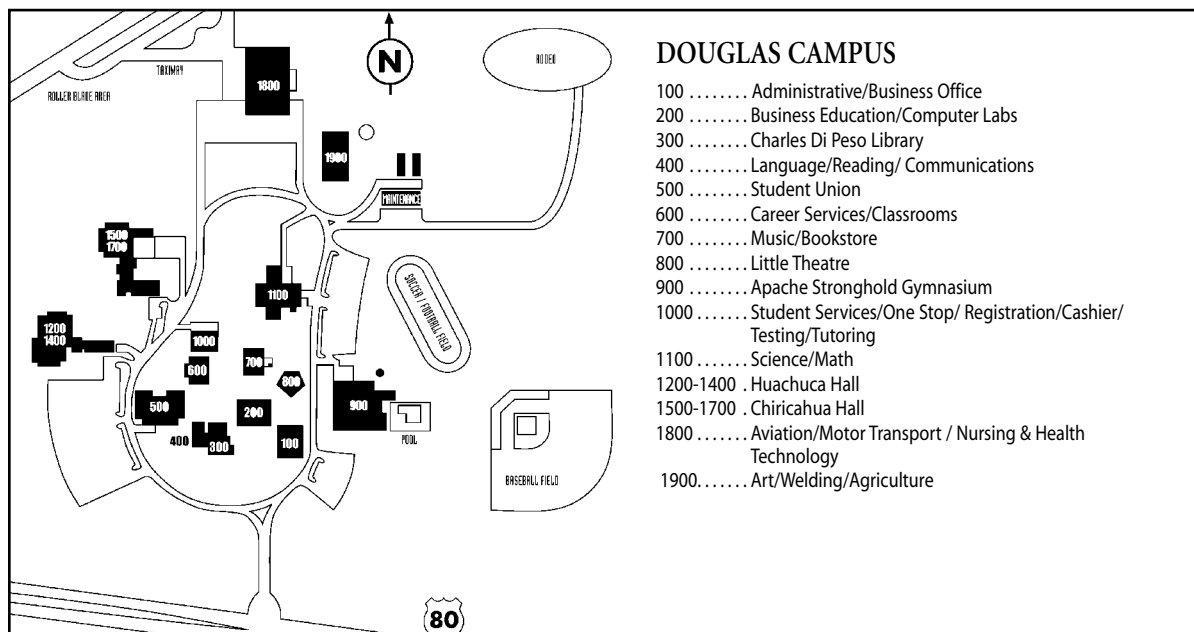 N
RODEO
TAXIWAY
ROLLER BLADE AREA
1800
1900
MAINTENANCE
1500
1700
1100
SOCCER / FOOTBALL FIELD
1200
1400
1000
700
600
800
500
200
900
400
300
100
POOL
BASEBALL FIELD
80
DOUGLAS CAMPUS
100 ........ Administrative/Business Office
200 ........ Business Education/Computer Labs
300 ........ Charles Di Peso Library
400 ........ Language/Reading/ Communications
500 ........ Student Union
600 ........ Career Services/Classrooms
700 ........ Music/Bookstore
800 ........ Little Theatre
900 ........ Apache Stronghold Gymnasium
1000 ....... Student Services/One Stop/ Registration/Cashier/
Testing/Tutoring
1100 ....... Science/Math
1200-1400 . Huachuca Hall
1500-1700 . Chiricahua Hall
1800 ....... Aviation/Motor Transport / Nursing & Health
Technology
1900....... Art/Welding/Agriculture